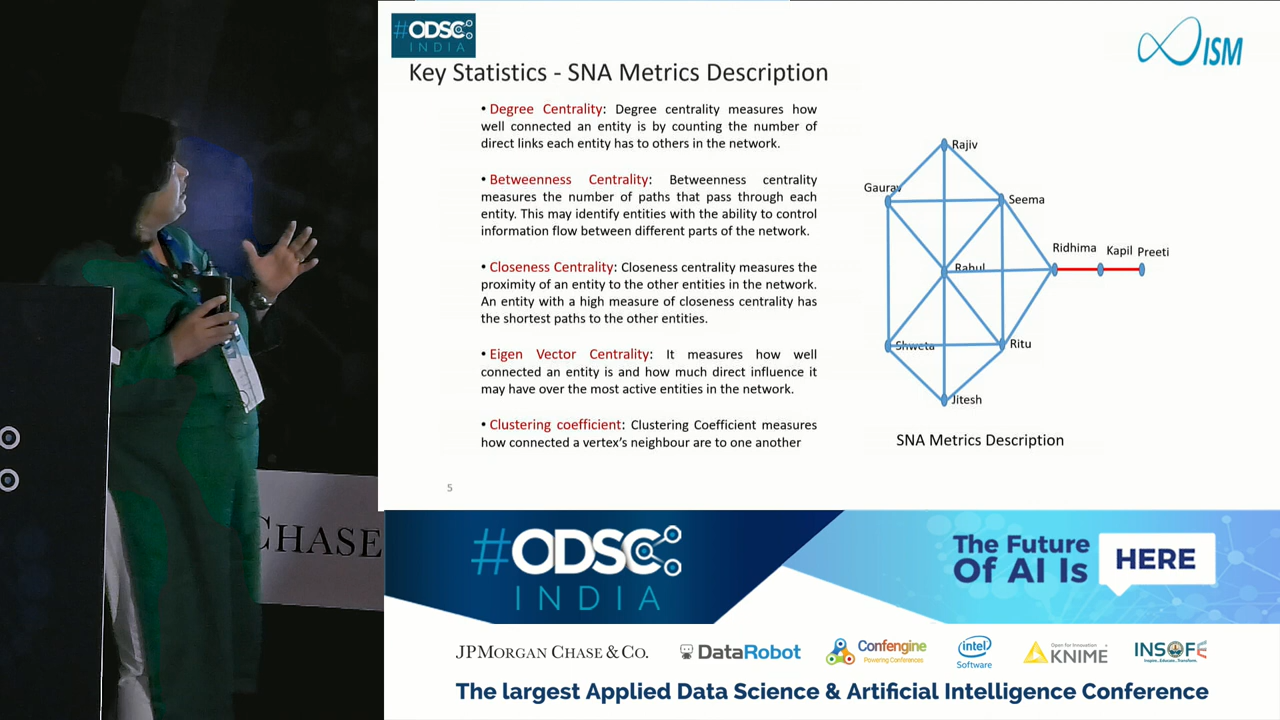 #ODSC
INDIA
ISM
Key Statistics - SNA Metrics Description
• Degree Centrality: Degree centrality measures how
well connected an entity is by counting the number of
direct links each entity has to others in the network.
• Betweenness Centrality: Betweenness centrality
measures the number of paths that pass through each
entity. This may identify entities with the ability to control
information flow between different parts of the network.
• Closeness Centrality: Closeness centrality measures the
proximity of an entity to the other entities in the network.
An entity with a high measure of closeness centrality has
the shortest paths to the other entities.
• Eigen Vector Centrality: It measures how well
connected an entity is and how much direct influence it
may have over the most active entities in the network.
• Clustering coefficient: Clustering Coefficient measures
how connected a vertex's neighbour are to one another
5
Rajiv
Gaurav
Seema
Ridhima
Kapil
Preeti
Rahul
Shweta
Ritu
Jitesh
SNA Metrics Description
CHASE
#ODSC
INDIA
The Future
Of AI Is
HERE
JPMORGAN CHASE & CO.
DataRobot
Confengine
Powering Conferences
intel
Software
Open for Innovation
KNIME
INSOFE
Inspire...Educate...Transform.
The largest Applied Data Science & Artificial Intelligence Conference